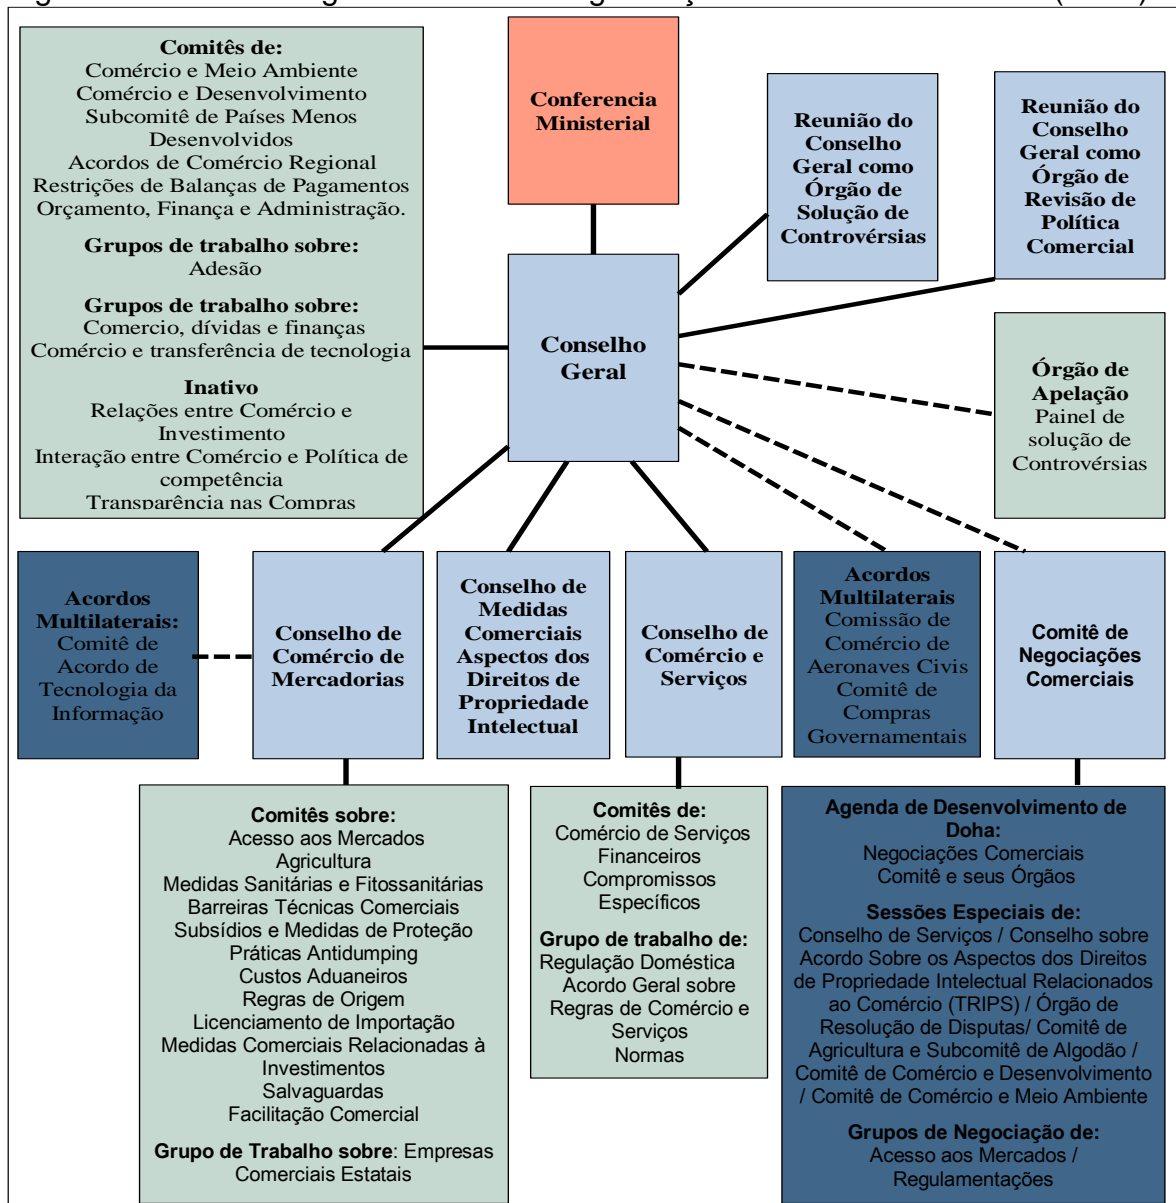 Comitês de:
Comércio e Meio Ambiente
Comércio e Desenvolvimento
Subcomitê de Países Menos
Desenvolvidos
Acordos de Comércio Regional
Restrições de Balanças de Pagamentos
Orçamento, Finança e Administração.
Grupos de trabalho sobre:
Adesão
Grupos de trabalho sobre:
Comercio, dívidas e finanças
Comércio e transferência de tecnologia
Inativo
Relações entre Comércio e
Investimento
Interação entre Comércio e Política de
competência
Transparência nas Compras
Conferencia
Ministerial
Reunião do
Conselho
Geral como
Órgão de
Solução de
Controvérsias
Reunião do
Conselho
Geral como
Órgão de
Revisão de
Política
Comercial
Conselho
Geral
Órgão de
Apelação
Painel de
solução de
Controvérsias
Acordos
Multilaterais:
Comitê de
Acordo de
Tecnologia da
Informação
Conselho de
Comércio de
Mercadorias
Conselho de
Medidas
Comerciais
Aspectos dos
Direitos de
Propriedade
Intelectual
Conselho de
Comércio e
Serviços
Acordos
Multilaterais
Comissão de
Comércio de
Aeronaves Civis
Comitê de
Compras
Governamentais
Comitê de
Negociações
Comerciais
Comitês sobre:
Acesso aos Mercados
Agricultura
Medidas Sanitárias e Fitossanitárias
Barreiras Técnicas Comerciais
Subsídios e Medidas de Proteção
Práticas Antidumping
Custos Aduaneiros
Regras de Origem
Licenciamento de Importação
Medidas Comerciais Relacionadas à
Investimentos
Salvaguardas
Facilitação Comercial
Grupo de Trabalho sobre: Empresas
Comerciais Estatais
Comitês de:
Comércio de Serviços
Financeiros
Compromissos
Específicos
Grupo de trabalho de:
Regulação Doméstica
Acordo Geral sobre
Regras de Comércio e
Serviços
Normas
Agenda de Desenvolvimento de
Doha:
Negociações Comerciais
Comitê e seus Órgãos
Sessões Especiais de:
Conselho de Serviços / Conselho sobre
Acordo Sobre os Aspectos dos Direitos
de Propriedade Intelectual Relacionados
ao Comércio (TRIPS) / Órgão de
Resolução de Disputas/ Comitê de
Agricultura e Subcomitê de Algodão /
Comitê de Comércio e Desenvolvimento
/ Comitê de Comércio e Meio Ambiente
Grupos de Negociação de:
Acesso aos Mercados /
Regulamentações